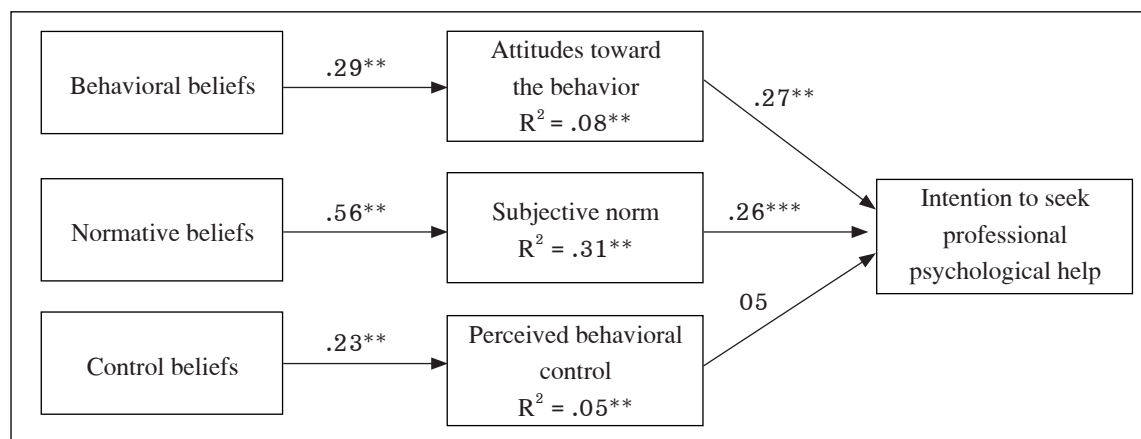 Behavioral beliefs
.29**
Attitudes toward
the behavior
R² = .08**
.27**
Normative beliefs
.56**
Subjective norm
R² = .31**
.26***
Intention to seek
professional
psychological help
Control beliefs
.23**
Perceived behavioral
control
R² = .05**
05